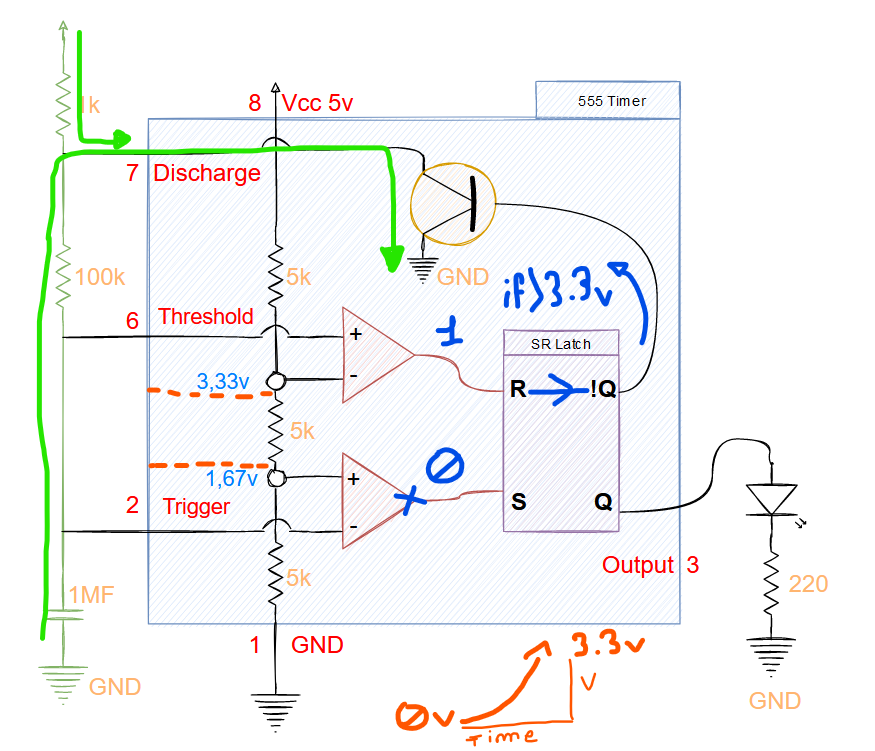 555 Timer
1k
8 Vcc 5v
7 Discharge
100k
5k
GND
if>3.3v
6 Threshold
+
1
SR Latch
3,33v
-
R
!Q
5k
0
1,67v
+
S
Q
2 Trigger
-
Output 3
5k
220
1MF
1 GND
3.3v
V
GND
0v
Time
GND